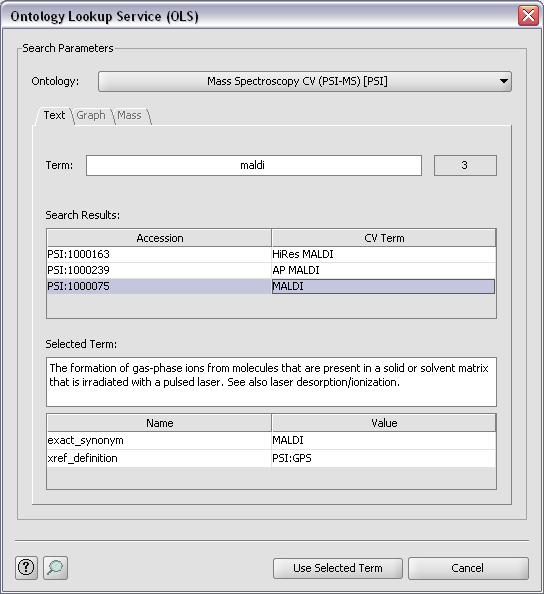 Ontology Lookup Service (OLS)
Search Parameters
Ontology: Mass Spectroscopy CV (PSI-MS) [PSI]
Text Graph Mass
Term: maldi 3
Search Results:
Accession CV Term
PSI:1000163 HiRes MALDI
PSI:1000239 AP MALDI
PSI:1000075 MALDI
Selected Term:
The formation of gas-phase ions from molecules that are present in a solid or solvent matrix
that is irradiated with a pulsed laser. See also laser desorption/ionization.
Name Value
exact_synonym MALDI
xref_definition PSI:GPS
? Use Selected Term Cancel